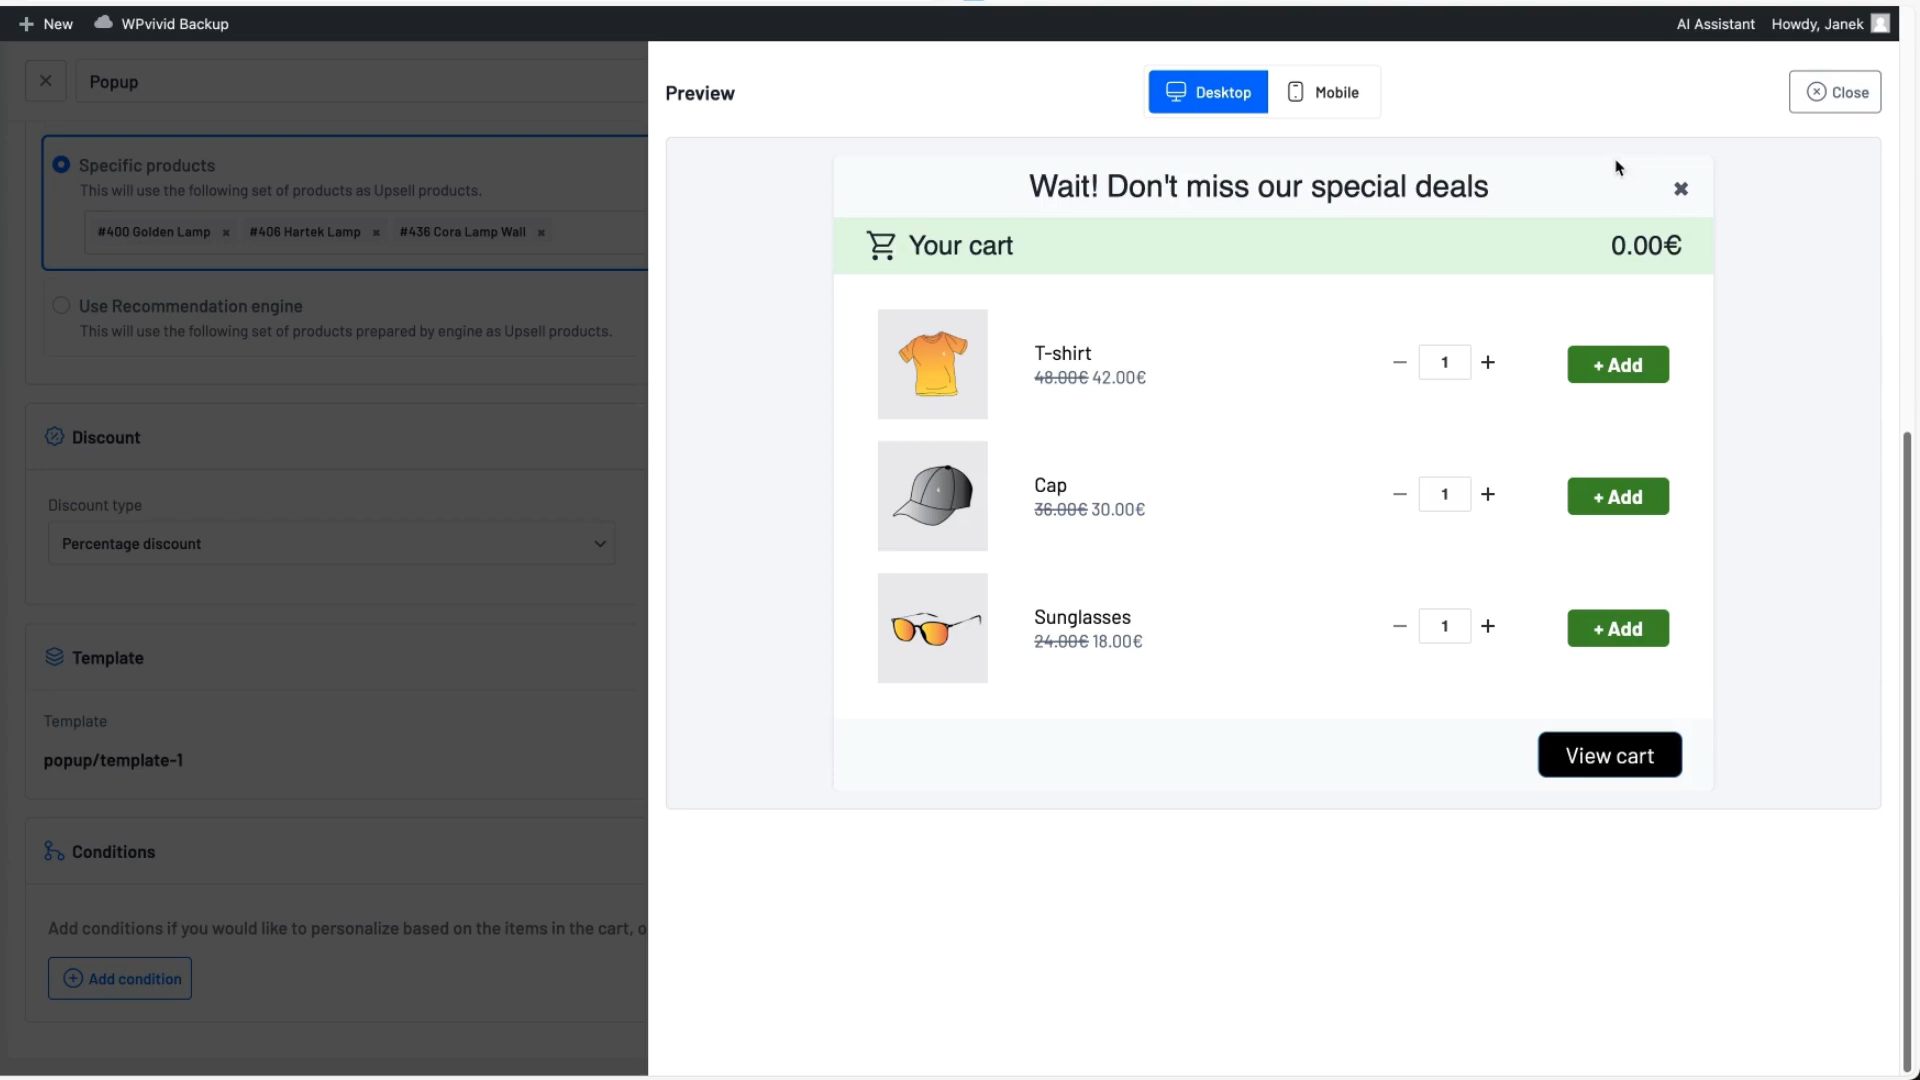 New
WPvivid Backup
AI Assistant
Howdy, Janek
Popup
Specific products
This will use the following set of products as Upsell products.
#400 Golden Lamp ×
#406 Hartek Lamp ×
#436 Cora Lamp Wall ×
Use Recommendation engine
This will use the following set of products prepared by engine as Upsell products.
Discount
Discount type
Percentage discount
Template
Template
popup/template-1
Conditions
Add conditions if you would like to personalize based on the items in the cart, o
Add condition
Preview
Desktop
Mobile
Close
Wait! Don't miss our special deals
Your cart
0.00€
T-shirt
48.00€ 42.00€
− 1 +
+ Add
Cap
36.00€ 30.00€
− 1 +
+ Add
Sunglasses
24.00€ 18.00€
− 1 +
+ Add
View cart